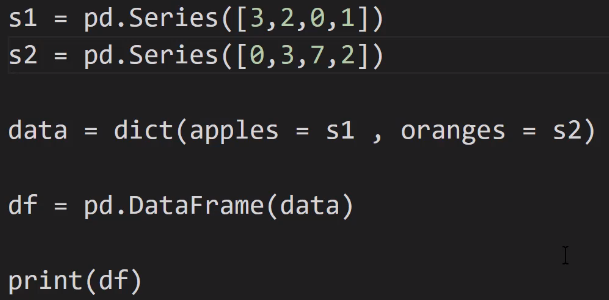 s1 = pd.Series([3,2,0,1])
s2 = pd.Series([0,3,7,2])
data = dict(apples = s1 , oranges = s2)
df = pd.DataFrame(data)
print(df)